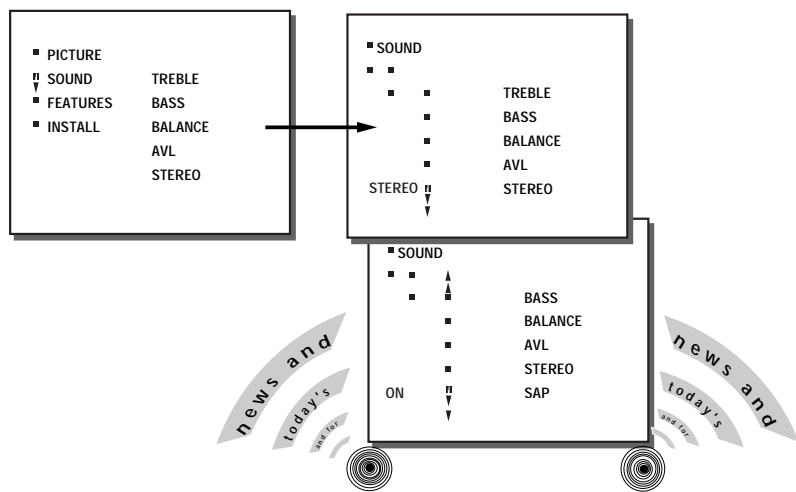 PICTURE
SOUND TREBLE
FEATURES BASS
INSTALL BALANCE
AVL
STEREO
SOUND
TREBLE
BASS
BALANCE
AVL
STEREO STEREO
SOUND
BASS
BALANCE
AVL
STEREO
ON SAP
news and
today's
and for
news and
today's
and for